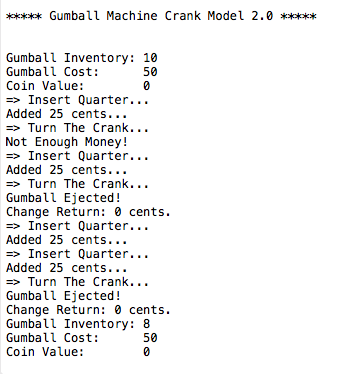 ***** Gumball Machine Crank Model 2.0 *****
Gumball Inventory: 10
Gumball Cost: 50
Coin Value: 0
=> Insert Quarter...
Added 25 cents...
=> Turn The Crank...
Not Enough Money!
=> Insert Quarter...
Added 25 cents...
=> Turn The Crank...
Gumball Ejected!
Change Return: 0 cents.
=> Insert Quarter...
Added 25 cents...
=> Insert Quarter...
Added 25 cents...
=> Turn The Crank...
Gumball Ejected!
Change Return: 0 cents.
Gumball Inventory: 8
Gumball Cost: 50
Coin Value: 0